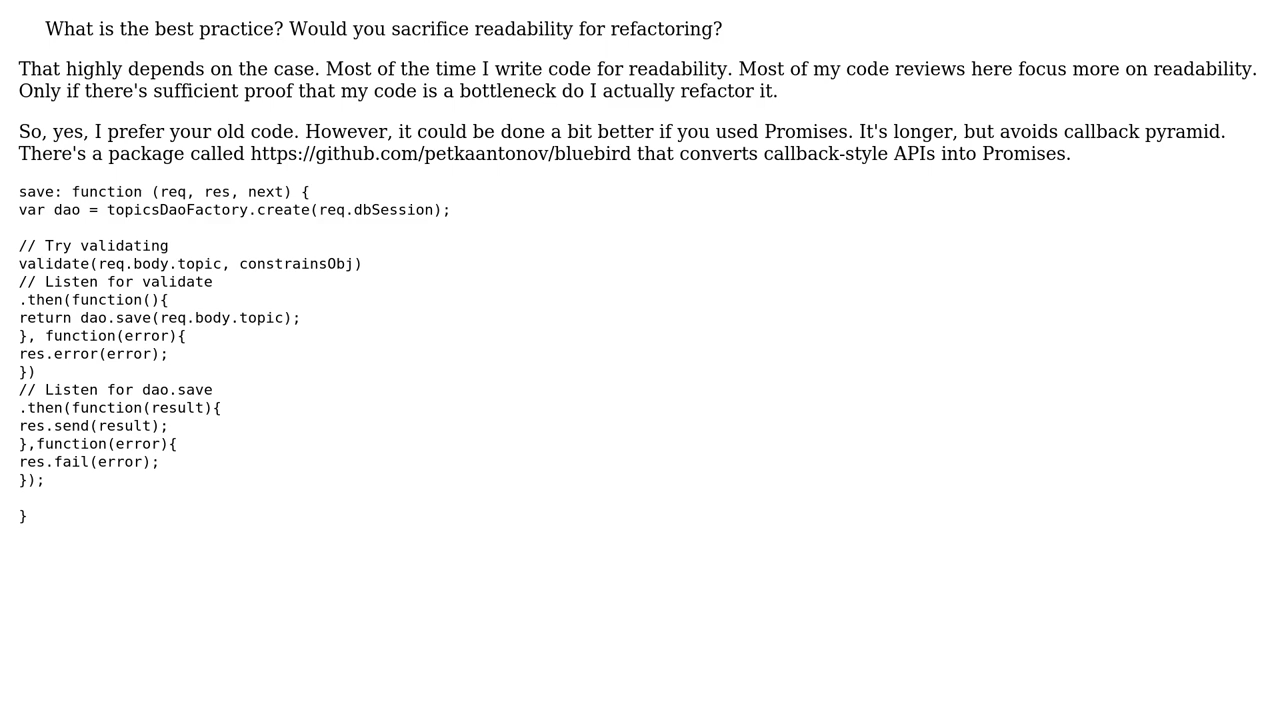 What is the best practice? Would you sacrifice readability for refactoring?
That highly depends on the case. Most of the time I write code for readability. Most of my code reviews here focus more on readability.
Only if there's sufficient proof that my code is a bottleneck do I actually refactor it.
So, yes, I prefer your old code. However, it could be done a bit better if you used Promises. It's longer, but avoids callback pyramid.
There's a package called https://github.com/petkaantonov/bluebird that converts callback-style APIs into Promises.
save: function (req, res, next) {
var dao = topicsDaoFactory.create(req.dbSession);
// Try validating
validate(req.body.topic, constrainsObj)
// Listen for validate
.then(function(){
return dao.save(req.body.topic);
}, function(error){
res.error(error);
})
// Listen for dao.save
.then(function(result){
res.send(result);
},function(error){
res.fail(error);
});
}